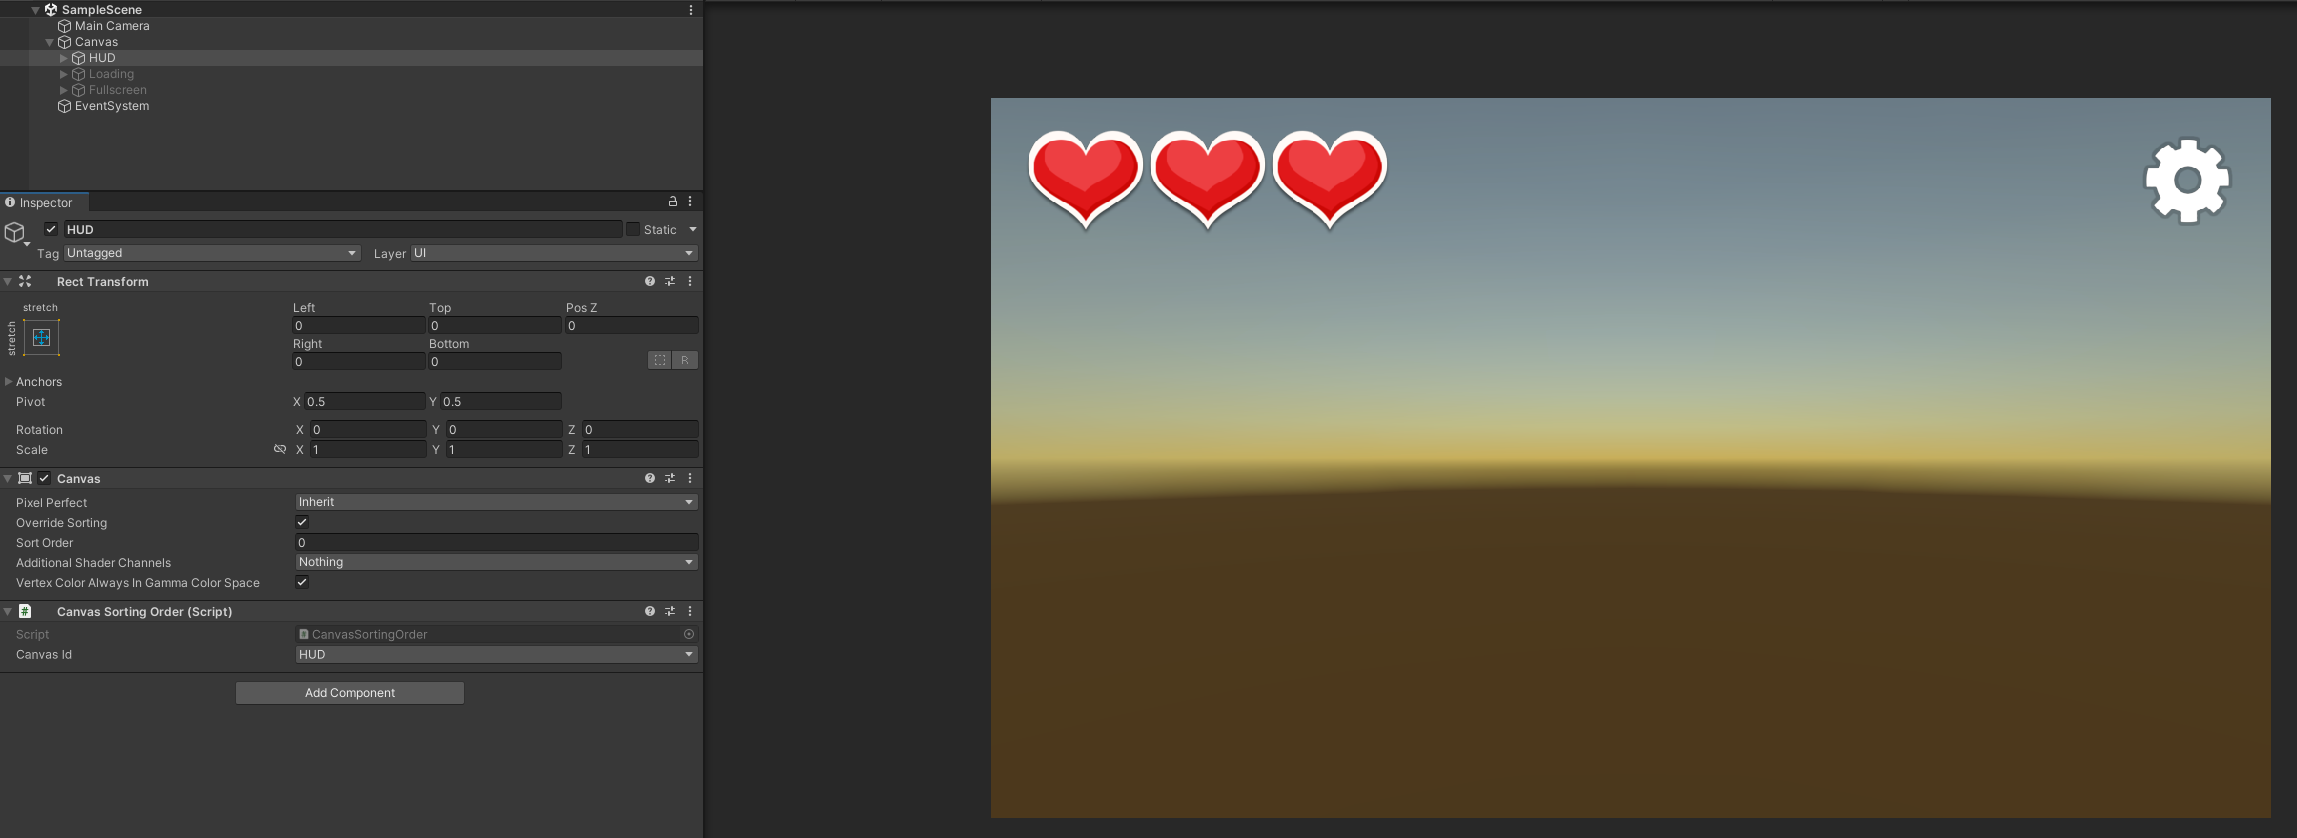 SampleScene
Main Camera
Canvas
HUD
Loading
Fullscreen
EventSystem
Inspector
HUD
Static
Tag Untagged Layer UI
Rect Transform
stretch
stretch
Left Top Pos Z
0 0 0
Right Bottom
0 0 R
Anchors
Pivot X 0.5 Y 0.5
Rotation X 0 Y 0 Z 0
Scale X 1 Y 1 Z 1
Canvas
Pixel Perfect Inherit
Override Sorting
Sort Order 0
Additional Shader Channels Nothing
Vertex Color Always In Gamma Color Space
# Canvas Sorting Order (Script)
Script CanvasSortingOrder
Canvas Id HUD
Add Component